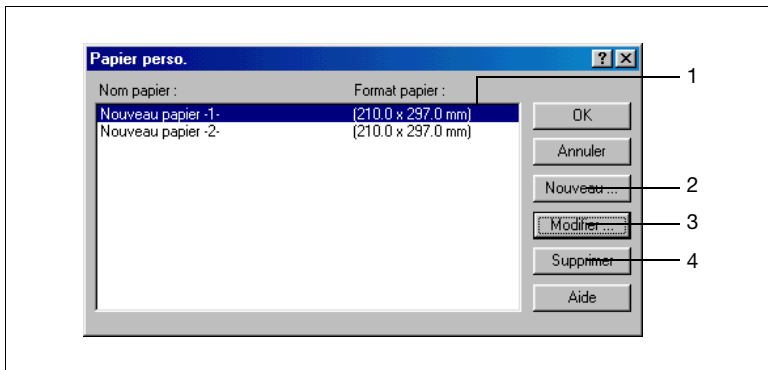 Papier perso.
1
Nom papier : Format papier :
Nouveau papier -1- (210.0 x 297.0 mm)
Nouveau papier -2- (210.0 x 297.0 mm)
OK
Annuler
Nouveau ... 2
Modifier ... 3
Supprimer 4
Aide